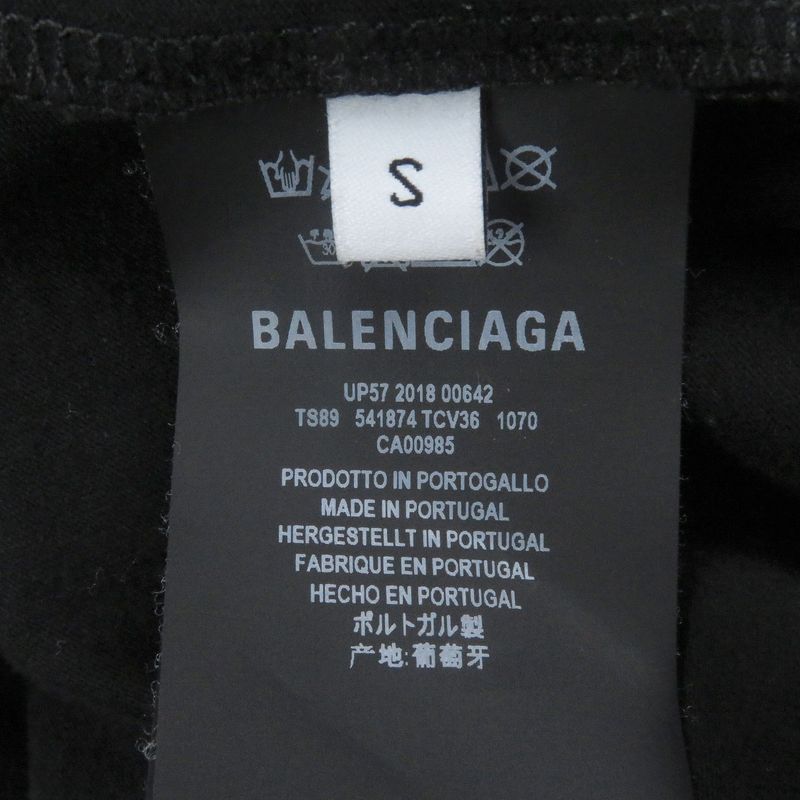 S
30
BALENCIAGA
UP57 2018 00642
TS89 541874 TCV36 1070
CA00985
PRODOTTO IN PORTOGALLO
MADE IN PORTUGAL
HERGESTELLT IN PORTUGAL
FABRIQUE EN PORTUGAL
HECHO EN PORTUGAL
ポルトガル製
产地:葡萄牙